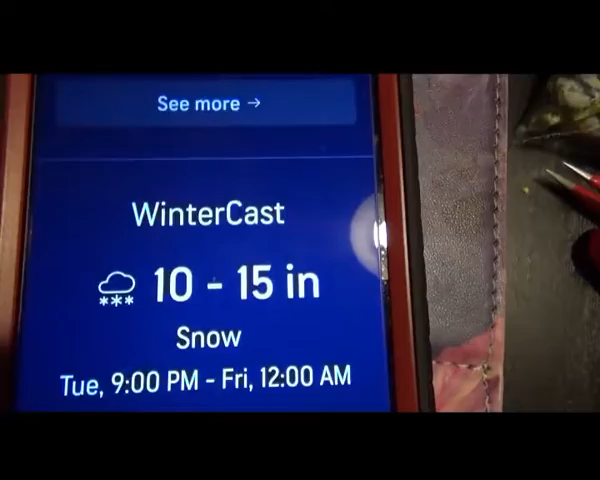 See more →
WinterCast
10 - 15 in
Snow
Tue, 9:00 PM - Fri, 12:00 AM